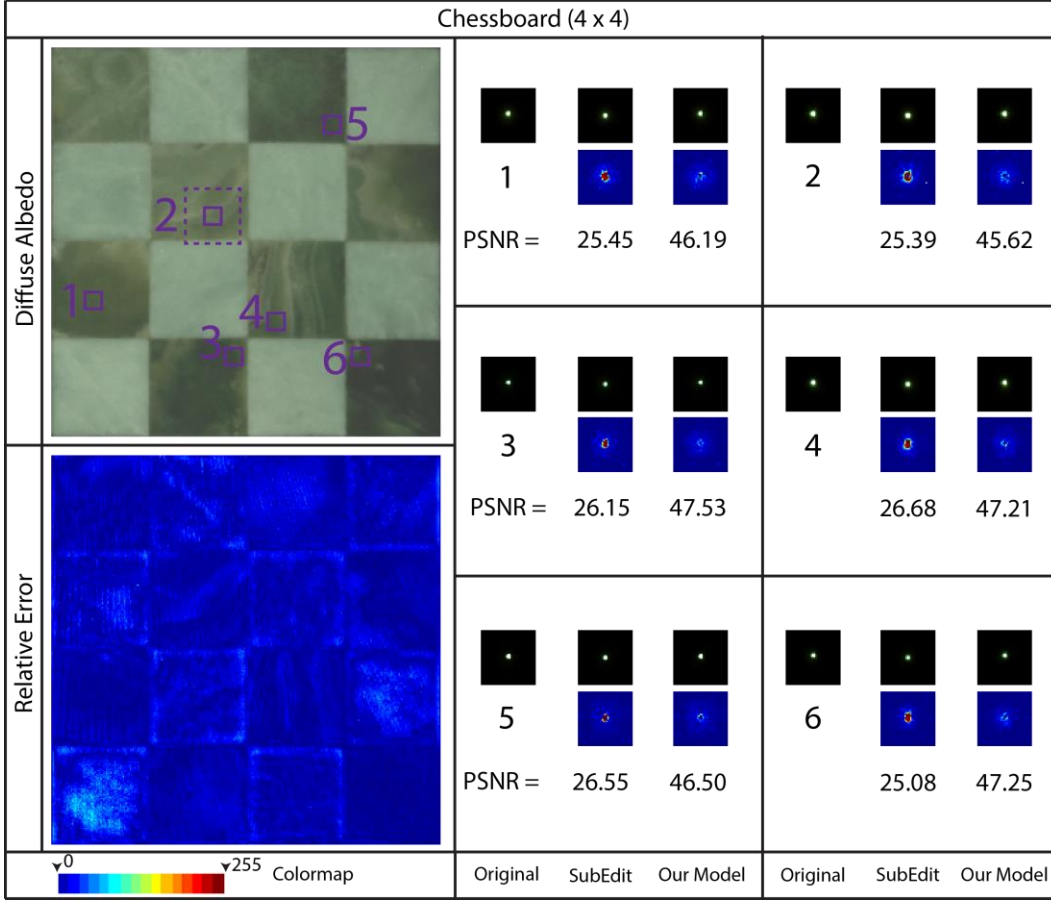 Chessboard (4 x 4)
Diffuse Albedo
5
2
1
4
3
6
1
PSNR = 25.45 46.19
2
25.39 45.62
3
PSNR = 26.15 47.53
4
26.68 47.21
5
PSNR = 26.55 46.50
6
25.08 47.25
Relative Error
0 255 Colormap
Original SubEdit Our Model Original SubEdit Our Model